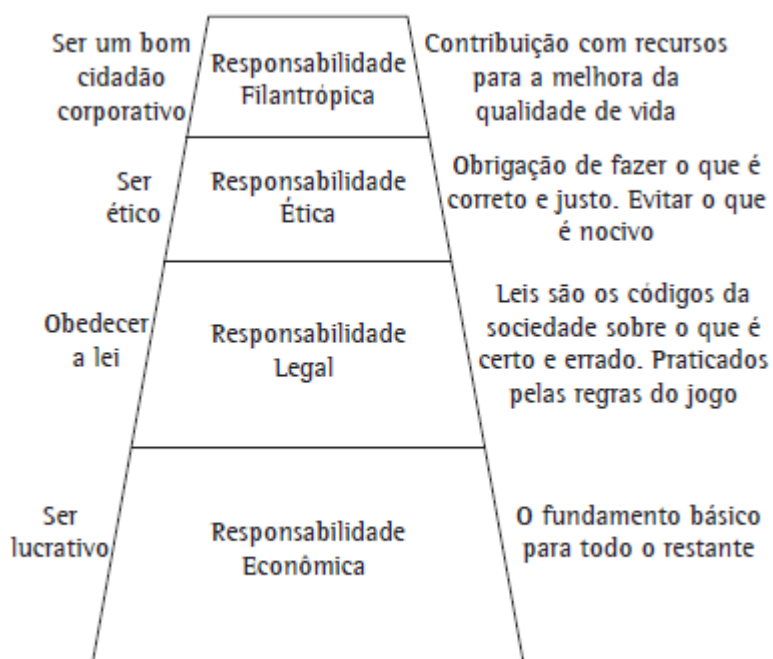 Ser um bom
cidadão
corporativo
Responsabilidade
Filantrópica
Contribuição com recursos
para a melhora da
qualidade de vida
Ser
ético
Responsabilidade
Ética
Obrigação de fazer o que é
correto e justo. Evitar o que
é nocivo
Obedecer
a lei
Responsabilidade
Legal
Leis são os códigos da
sociedade sobre o que é
certo e errado. Praticados
pelas regras do jogo
Ser
lucrativo
Responsabilidade
Econômica
O fundamento básico
para todo o restante